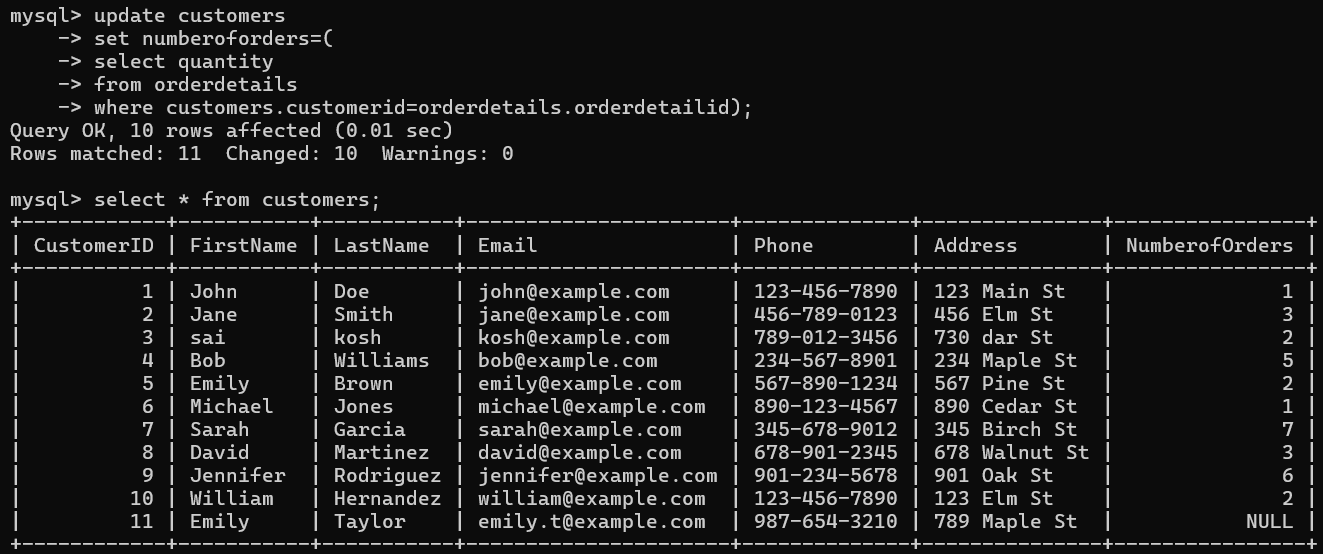 mysql> update customers
    -> set numberoforders=(
    -> select quantity
    -> from orderdetails
    -> where customers.customerid=orderdetails.orderdetailid);
Query OK, 10 rows affected (0.01 sec)
Rows matched: 11  Changed: 10  Warnings: 0

mysql> select * from customers;
+------------+-----------+-----------+----------------------+--------------+---------------+----------------+
| CustomerID | FirstName | LastName  | Email                | Phone        | Address       | NumberofOrders |
+------------+-----------+-----------+----------------------+--------------+---------------+----------------+
|          1 | John      | Doe       | john@example.com     | 123-456-7890 | 123 Main St   |              1 |
|          2 | Jane      | Smith     | jane@example.com     | 456-789-0123 | 456 Elm St    |              3 |
|          3 | sai       | kosh      | kosh@example.com     | 789-012-3456 | 730 dar St    |              2 |
|          4 | Bob       | Williams  | bob@example.com      | 234-567-8901 | 234 Maple St  |              5 |
|          5 | Emily     | Brown     | emily@example.com    | 567-890-1234 | 567 Pine St   |              2 |
|          6 | Michael   | Jones     | michael@example.com  | 890-123-4567 | 890 Cedar St  |              1 |
|          7 | Sarah     | Garcia    | sarah@example.com    | 345-678-9012 | 345 Birch St  |              7 |
|          8 | David     | Martinez  | david@example.com    | 678-901-2345 | 678 Walnut St |              3 |
|          9 | Jennifer  | Rodriguez | jennifer@example.com | 901-234-5678 | 901 Oak St    |              6 |
|         10 | William   | Hernandez | william@example.com  | 123-456-7890 | 123 Elm St    |              2 |
|         11 | Emily     | Taylor    | emily.t@example.com  | 987-654-3210 | 789 Maple St  |           NULL |
+------------+-----------+-----------+----------------------+--------------+---------------+----------------+